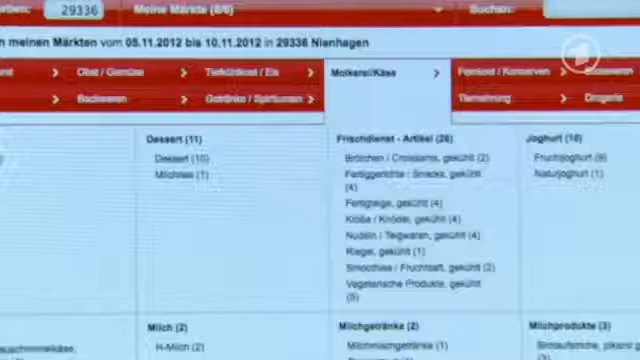 29336 Meine Märkte (8/8) Suchen:
n meinen Märkten vom 05.11.2012 bis 10.11.2012 in 29336 Nienhagen
Obst / Gemüse Tiefkühlkost / Eis Molkerei/Käse Feinkost / Konserven
Backwaren Getränke / Spirituosen Tiernahrung Drogerie
Dessert (11) Frischdienst - Artikel (28) Joghurt (10)
Dessert (10) Brötchen / Croissants, gekühlt (2) Fruchtjoghurt (9)
Milchreis (1) Fertiggerichte / Snacks, gekühlt Naturjoghurt (1)
(4)
Fertigteige, gekühlt (4)
Klöße / Knödel, gekühlt (4)
Nudeln / Teigwaren, gekühlt (4)
Riegel, gekühlt (1)
Smoothies / Fruchtsaft, gekühlt (2)
Vegetarische Produkte, gekühlt
Milch (2) Milchgetränke (2) Milchprodukte (3)
H-Milch (2) Milchmischgetränke (1)